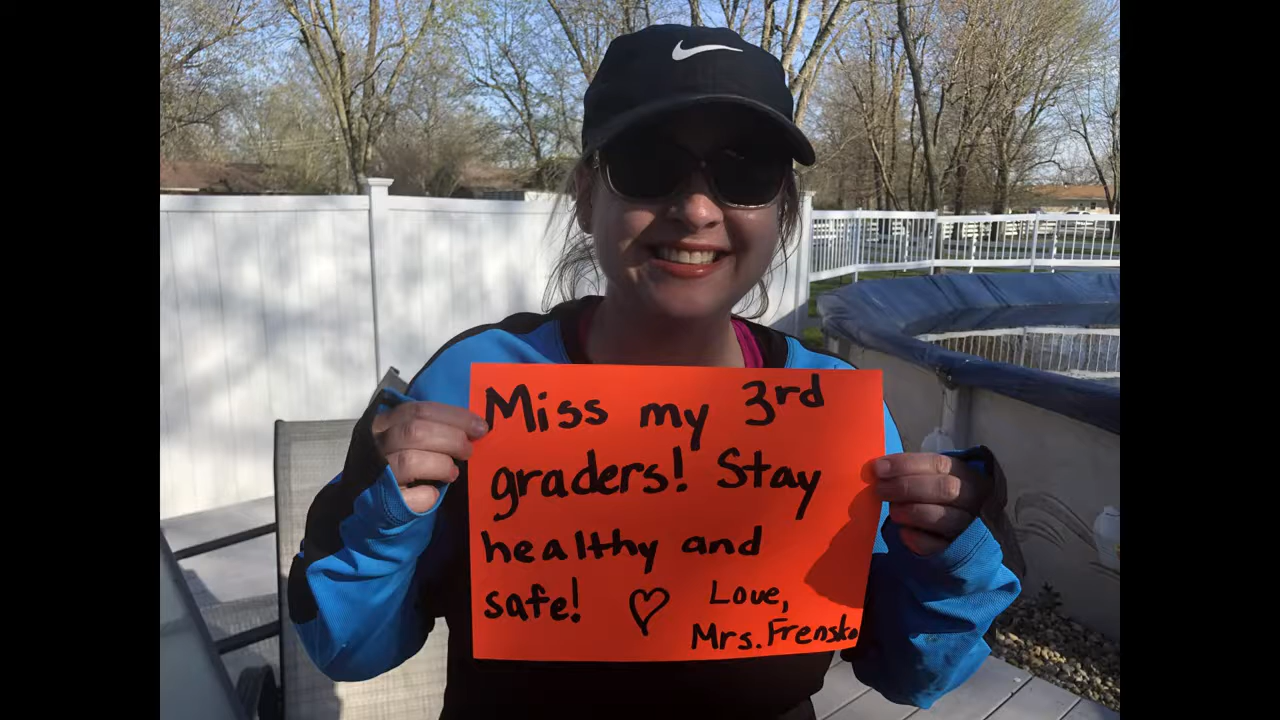 Miss my 3rd
graders! Stay
healthy and
safe! ♡ Love,
Mrs. Frensko